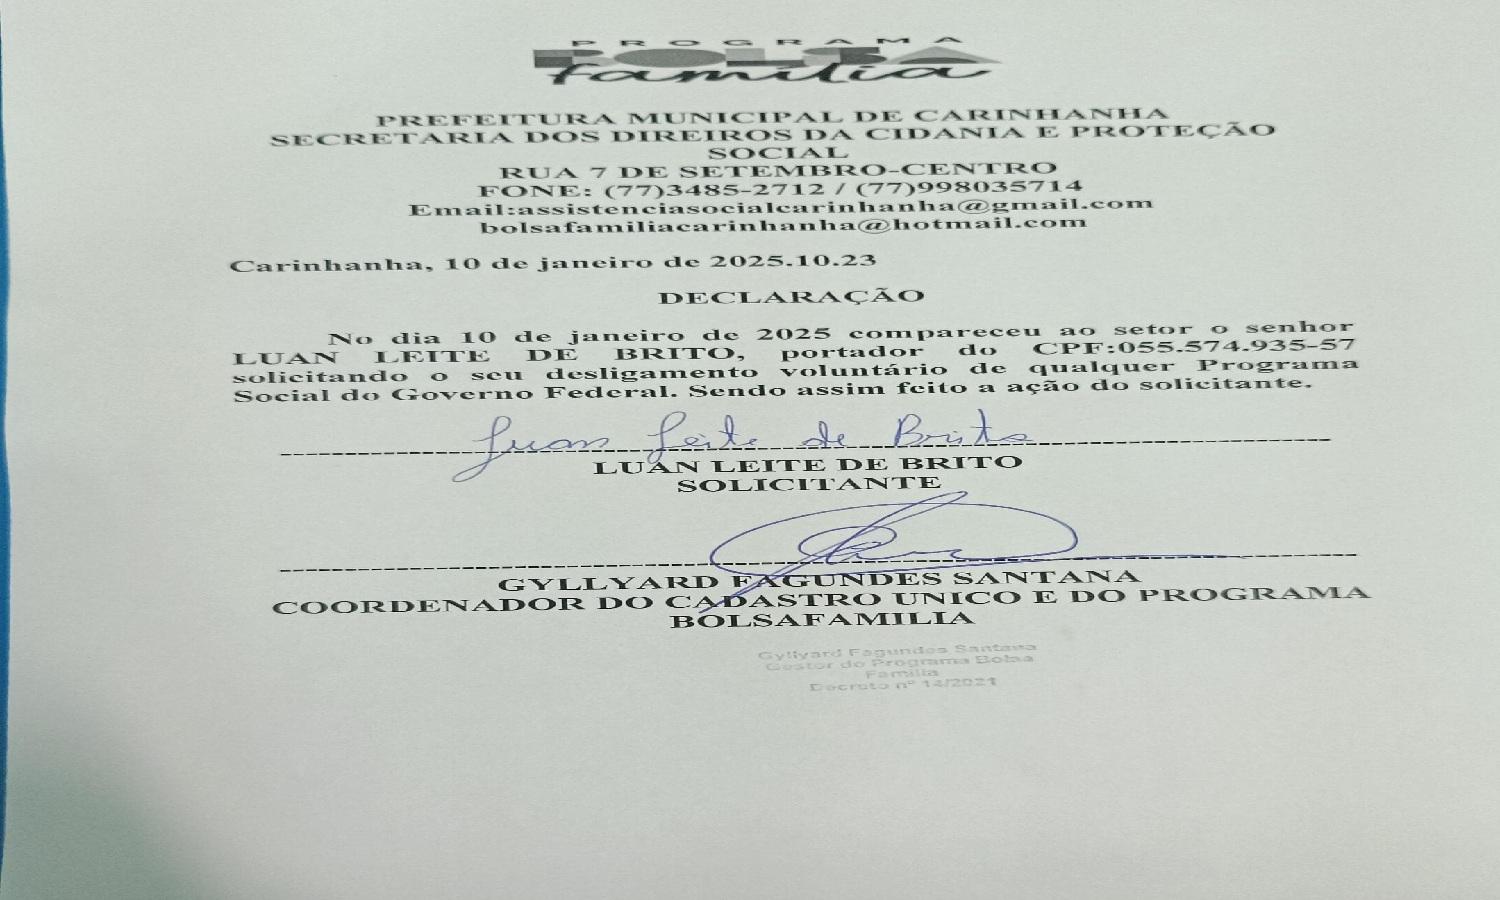 PROGRAMA
BOLSA
família
PREFEITURA MUNICIPAL DE CARINHANHA
SECRETARIA DOS DIREIROS DA CIDANIA E PROTEÇÃO
SOCIAL
RUA 7 DE SETEMBRO-CENTRO
FONE: (77)3485-2712 / (77)998035714
Email:assistenciasocialcarinhanha@gmail.com
bolsafamiliacarinhanha@hotmail.com
Carinhanha, 10 de janeiro de 2025.10.23
DECLARAÇÃO
No dia 10 de janeiro de 2025 compareceu ao setor o senhor
LUAN LEITE DE BRITO, portador do CPF:055.574.935-57
solicitando o seu desligamento voluntário de qualquer Programa
Social do Governo Federal. Sendo assim feito a ação do solicitante.
Luan Leite de Brito
LUAN LEITE DE BRITO
SOLICITANTE
GYLLYARD FAGUNDES SANTANA
COORDENADOR DO CADASTRO UNICO E DO PROGRAMA
BOLSAFAMILIA
Gyllyard Fagundes Santana
Gestor do Programa Bolsa
Família
Decreto nº 14/2021